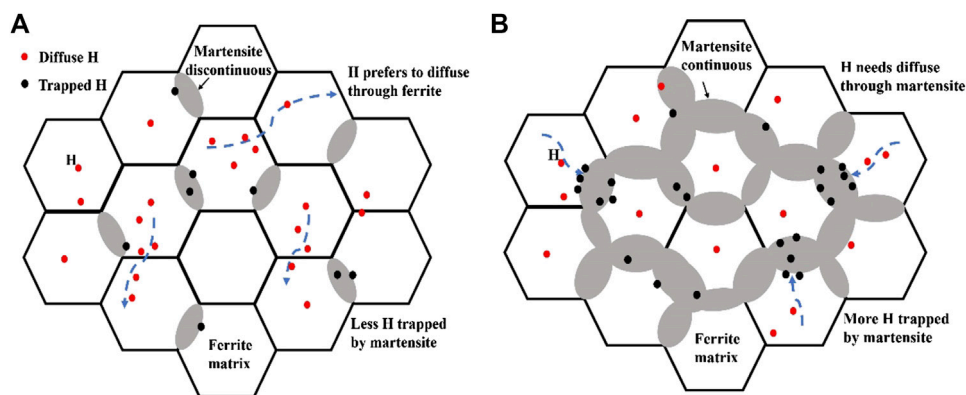 A
Diffuse H
Trapped H
Martensite
discontinuous
II prefers to diffuse
through ferrite
H
Less H trapped
by martensite
Ferrite
matrix
B
Martensite
continuous
H needs diffuse
through martensite
H
More H trapped
by martensite
Ferrite
matrix